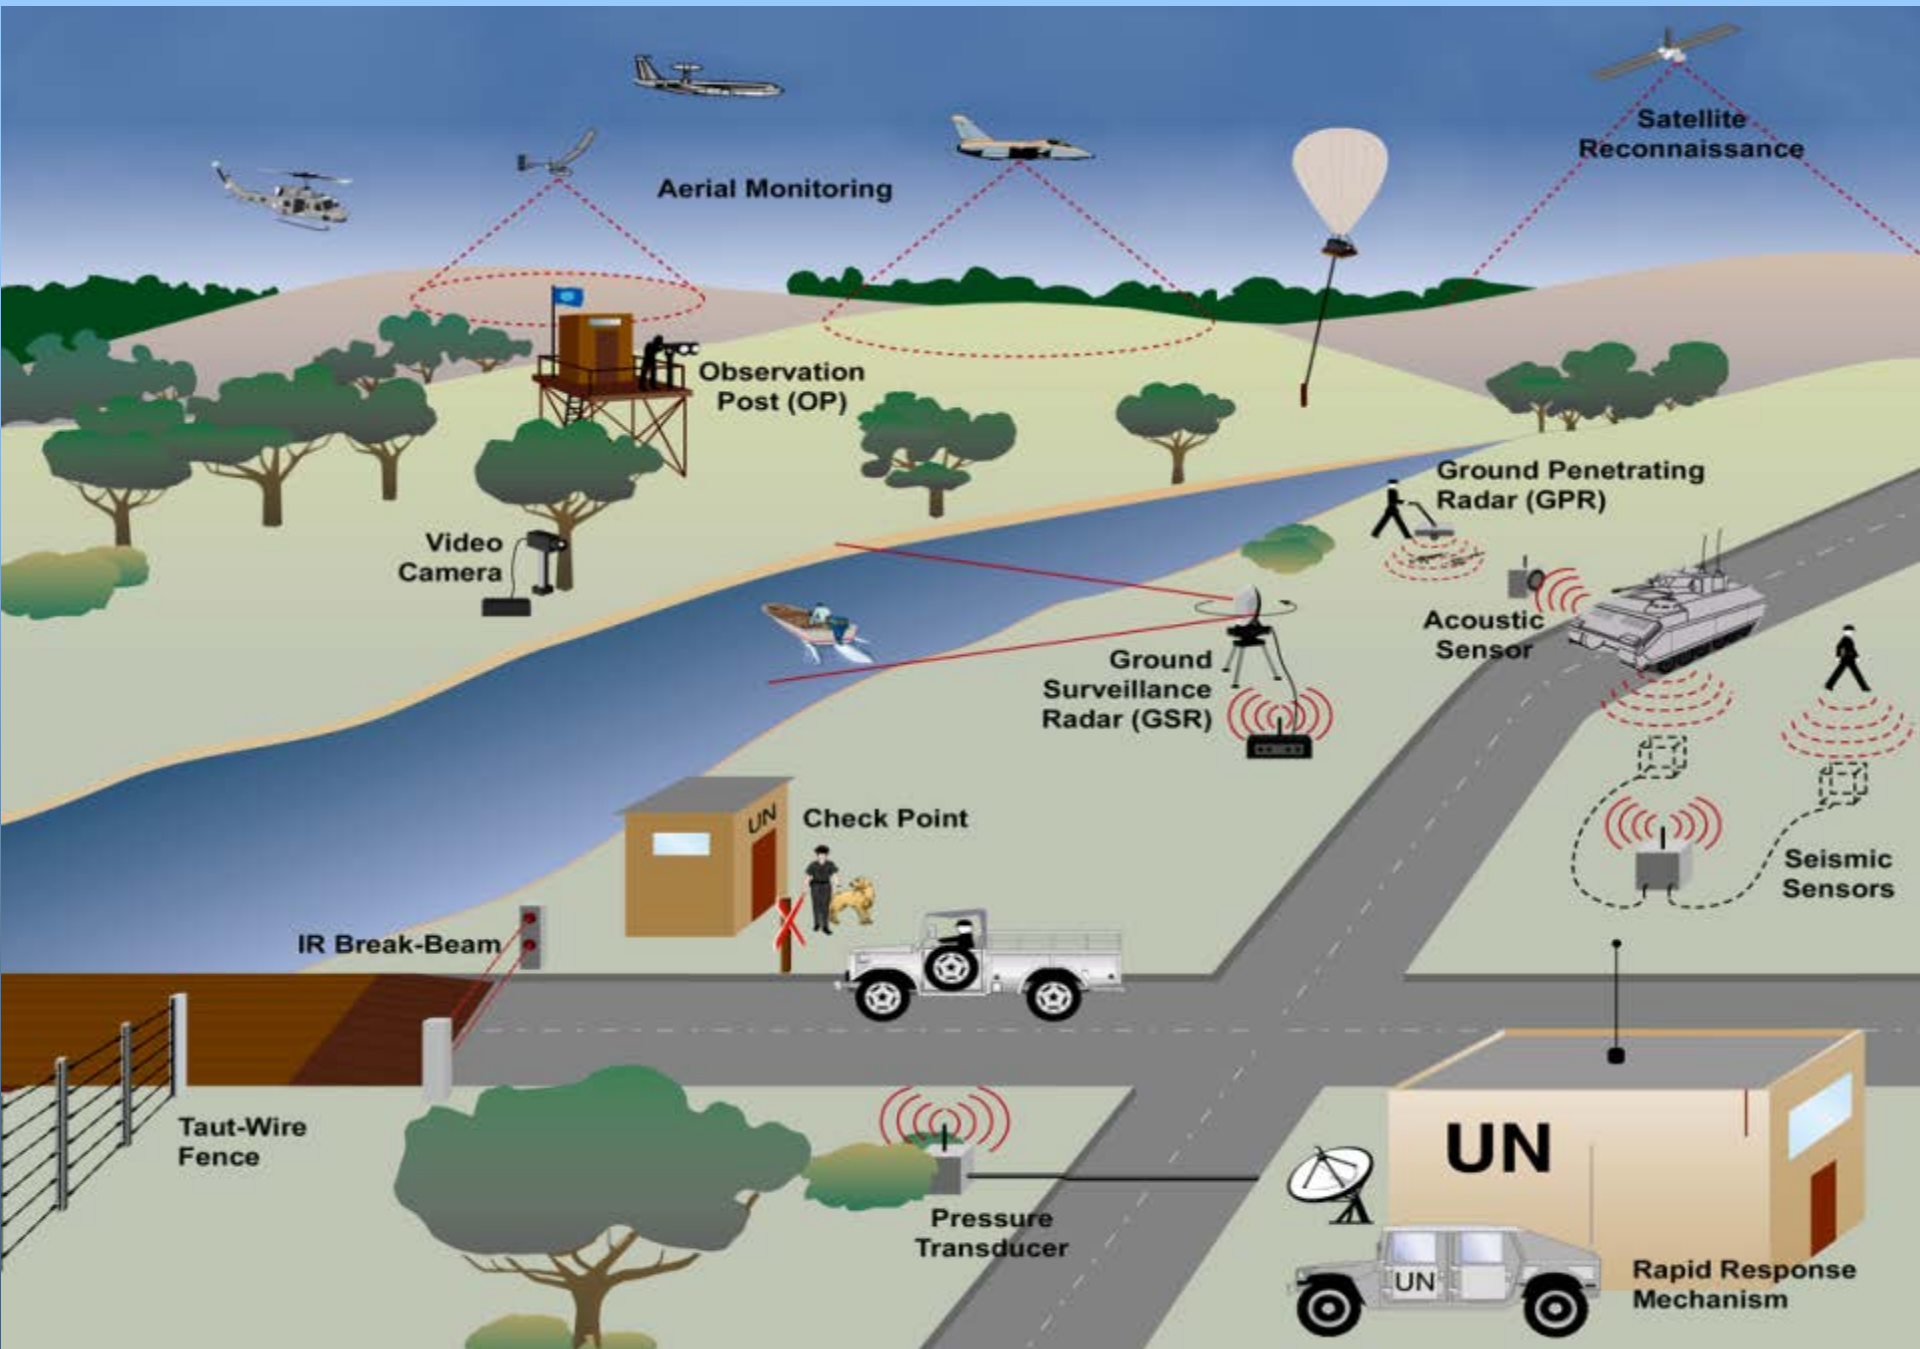 Satellite
Reconnaissance
Aerial Monitoring
Observation
Post (OP)
Ground Penetrating
Radar (GPR)
Video
Camera
Acoustic
Sensor
Ground
Surveillance
Radar (GSR)
UN
Check Point
Seismic
Sensors
IR Break-Beam
Taut-Wire
Fence
UN
Pressure
Transducer
UN
Rapid Response
Mechanism